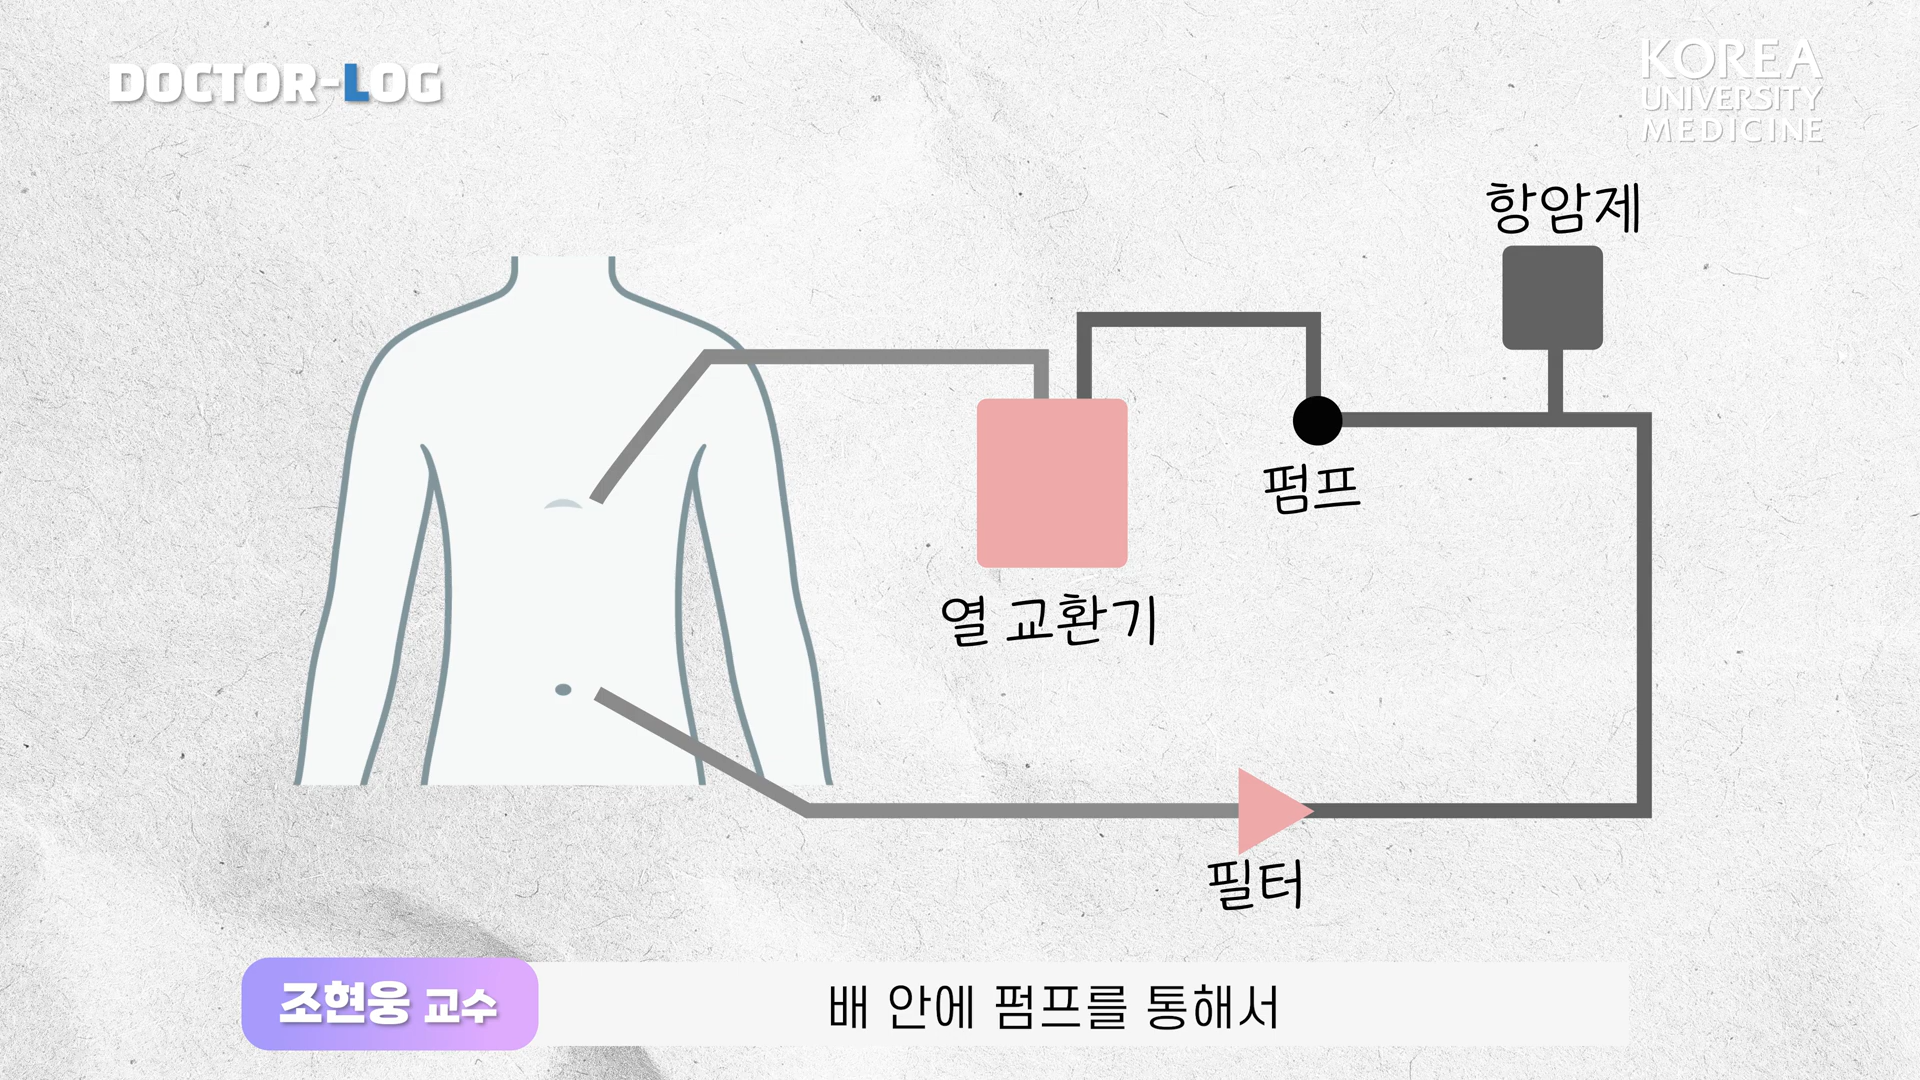 DOCTOR-LOG
KOREA
UNIVERSITY
MEDICINE
항암제
펌프
열 교환기
필터
조현웅 교수
배 안에 펌프를 통해서